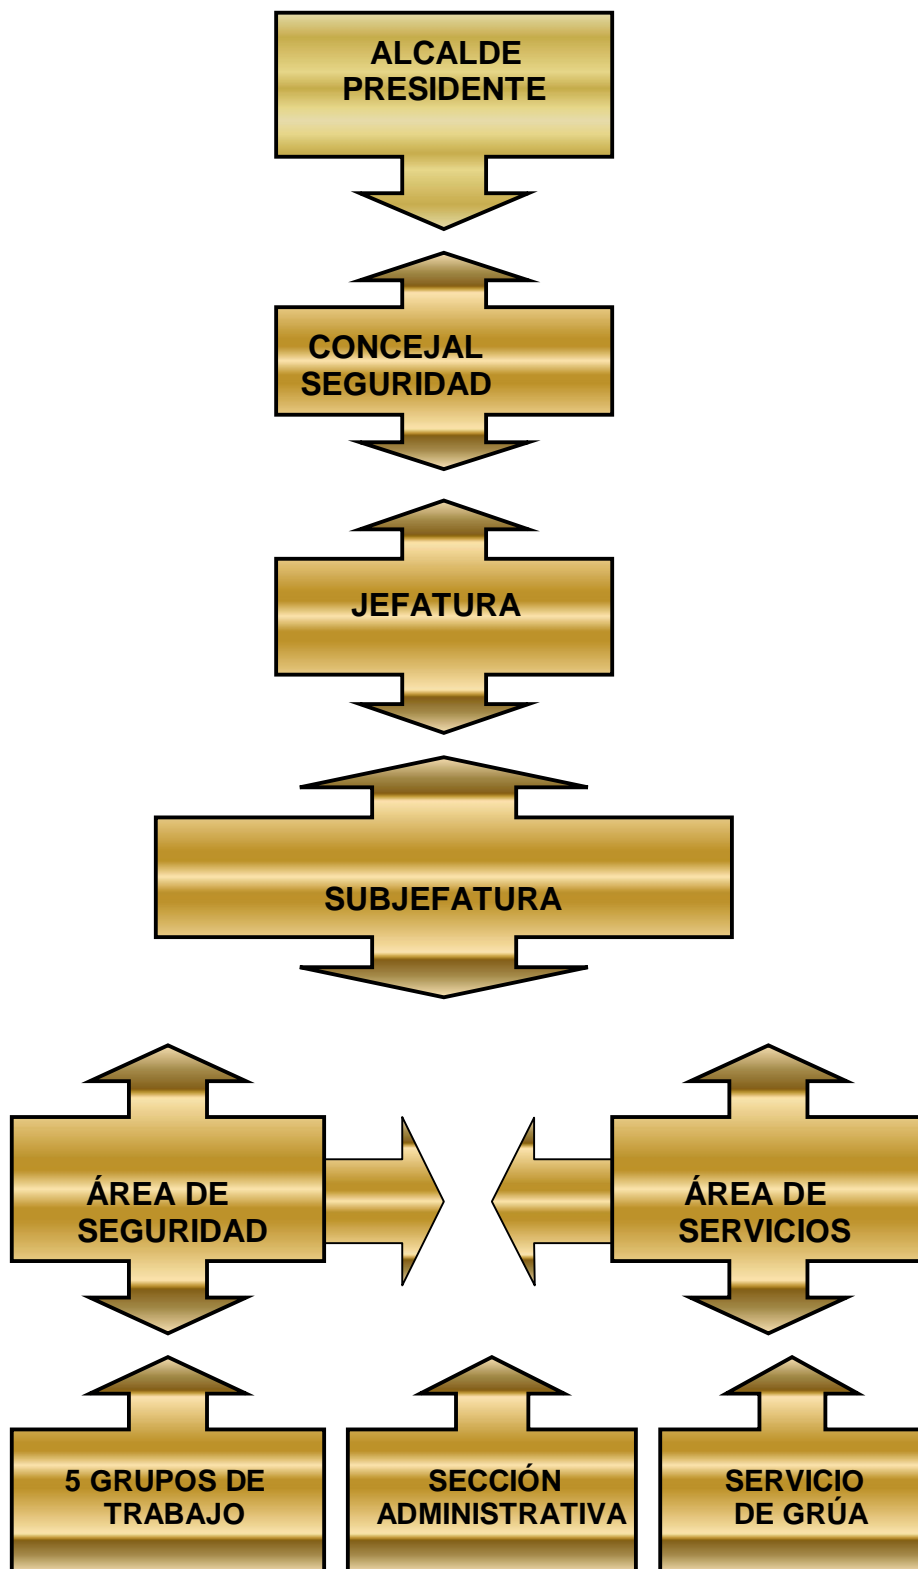 ALCALDE
PRESIDENTE
CONCEJAL
SEGURIDAD
JEFATURA
SUBJEFATURA
ÁREA DE
SEGURIDAD
ÁREA DE
SERVICIOS
5 GRUPOS DE
TRABAJO
SECCIÓN
ADMINISTRATIVA
SERVICIO
DE GRÚA